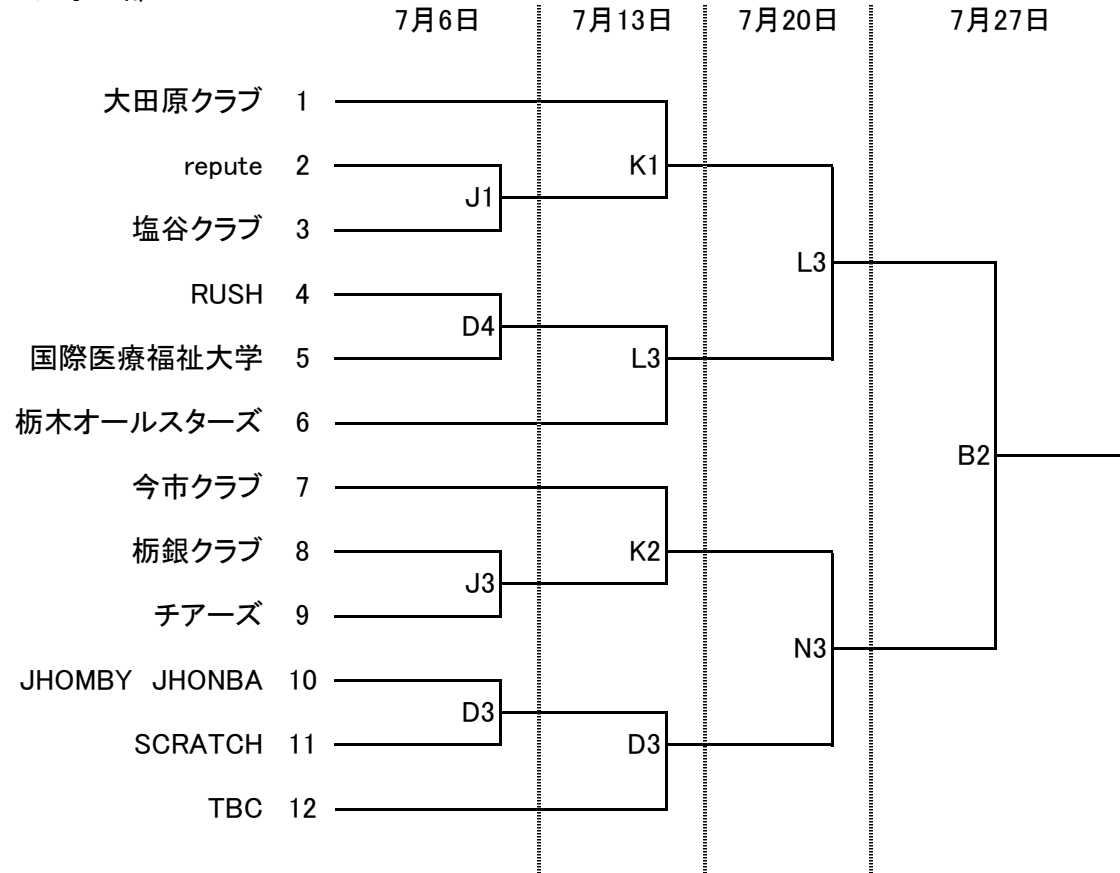 7月6日 7月13日 7月20日 7月27日
大田原クラブ 1
repute 2 K1
J1
塩谷クラブ 3
L3
RUSH 4
D4
国際医療福祉大学 5 L3
栃木オールスターズ 6
B2
今市クラブ 7
栃銀クラブ 8 K2
J3
チアーズ 9
N3
JHOMBY JHONBA 10
D3
SCRATCH 11 D3
TBC 12